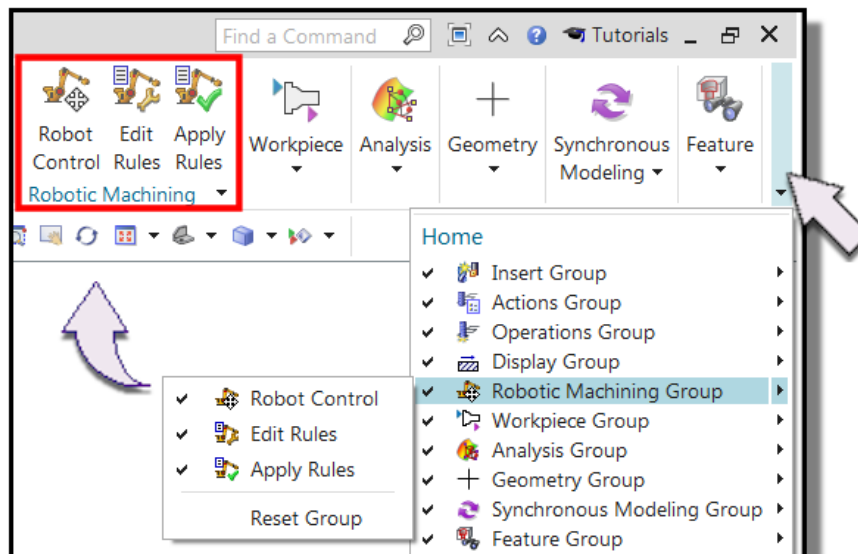 Find a Command
Tutorials
Robot Control
Edit Rules
Apply Rules
Robotic Machining
Workpiece
Analysis
Geometry
Synchronous Modeling
Feature
Home
Insert Group
Actions Group
Operations Group
Display Group
Robotic Machining Group
Workpiece Group
Analysis Group
Geometry Group
Synchronous Modeling Group
Feature Group
Robot Control
Edit Rules
Apply Rules
Reset Group